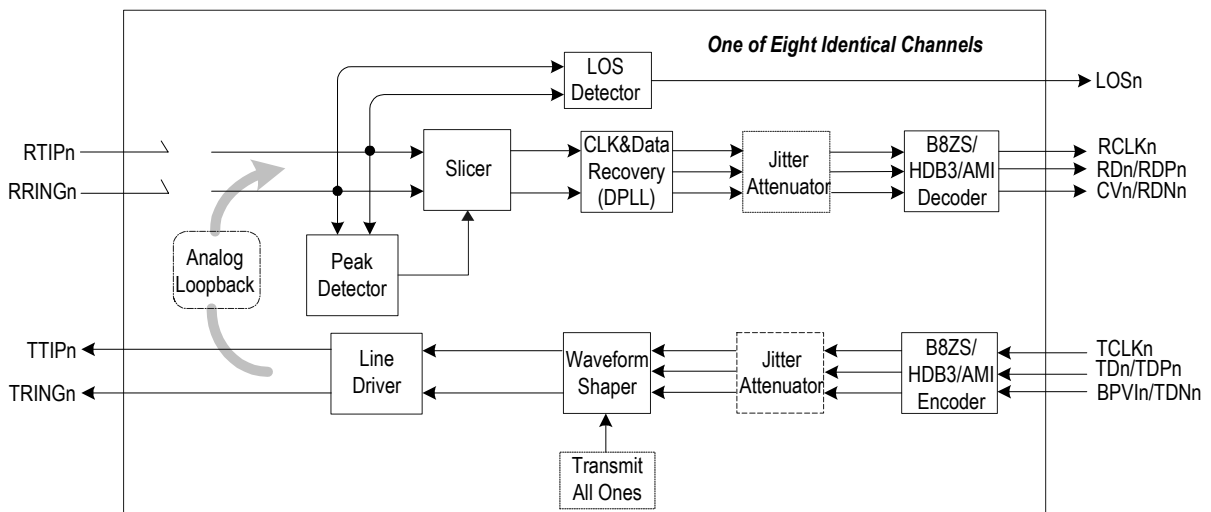 One of Eight Identical Channels
LOS
Detector
LOSn
RTIPn
RRINGn
Slicer
CLK&Data
Recovery
(DPLL)
Jitter
Attenuator
B8ZS/
HDB3/AMI
Decoder
RCLKn
RDn/RDPn
CVn/RDNn
Analog
Loopback
Peak
Detector
TTIPn
TRINGn
Line
Driver
Waveform
Shaper
Jitter
Attenuator
B8ZS/
HDB3/AMI
Encoder
TCLKn
TDn/TDPn
BPVIn/TDNn
Transmit
All Ones